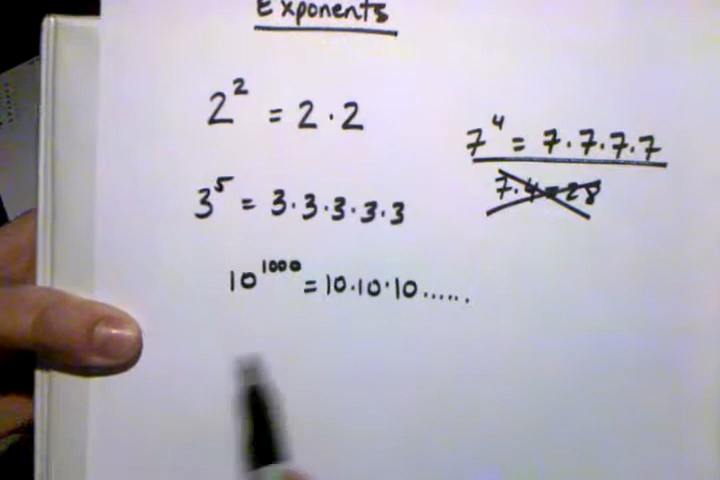 Exponents
2² = 2 · 2
3⁵ = 3·3·3·3·3
10¹⁰⁰⁰ = 10·10·10......
7⁴ = 7·7·7·7
7·4=28